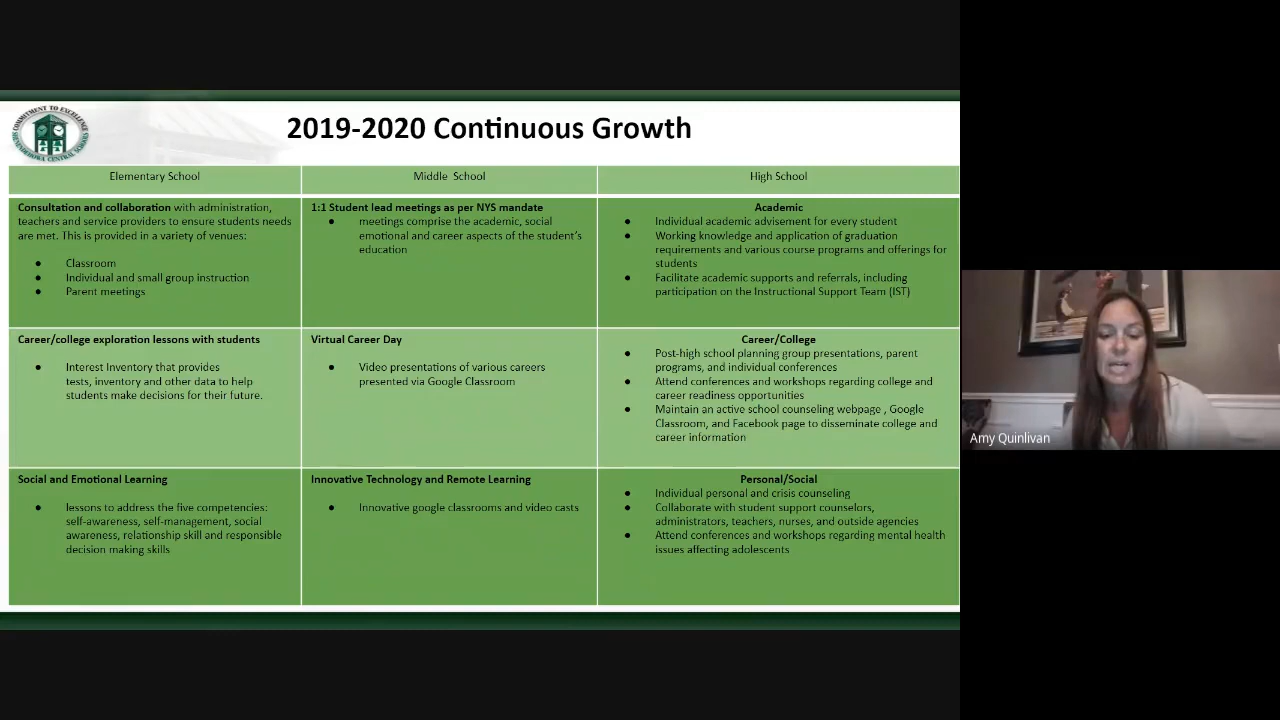 COMMITMENT TO EXCELLENCE
SHENENDEHOWA CENTRAL SCHOOLS
2019-2020 Continuous Growth
Elementary School
Middle School
High School
Consultation and collaboration with administration,
teachers and service providers to ensure students needs
are met. This is provided in a variety of venues:
● Classroom
● Individual and small group instruction
● Parent meetings
1:1 Student lead meetings as per NYS mandate
● meetings comprise the academic, social
emotional and career aspects of the student's
education
Academic
● Individual academic advisement for every student
● Working knowledge and application of graduation
requirements and various course programs and offerings for
students
● Facilitate academic supports and referrals, including
participation on the Instructional Support Team (IST)
Career/college exploration lessons with students
● Interest Inventory that provides
tests, inventory and other data to help
students make decisions for their future.
Virtual Career Day
● Video presentations of various careers
presented via Google Classroom
Career/College
● Post-high school planning group presentations, parent
programs, and individual conferences
● Attend conferences and workshops regarding college and
career readiness opportunities
● Maintain an active school counseling webpage , Google
Classroom, and Facebook page to disseminate college and
career information
Social and Emotional Learning
● lessons to address the five competencies:
self-awareness, self-management, social
awareness, relationship skill and responsible
decision making skills
Innovative Technology and Remote Learning
● Innovative google classrooms and video casts
Personal/Social
● Individual personal and crisis counseling
● Collaborate with student support counselors,
administrators, teachers, nurses, and outside agencies
● Attend conferences and workshops regarding mental health
issues affecting adolescents
Amy Quinlivan